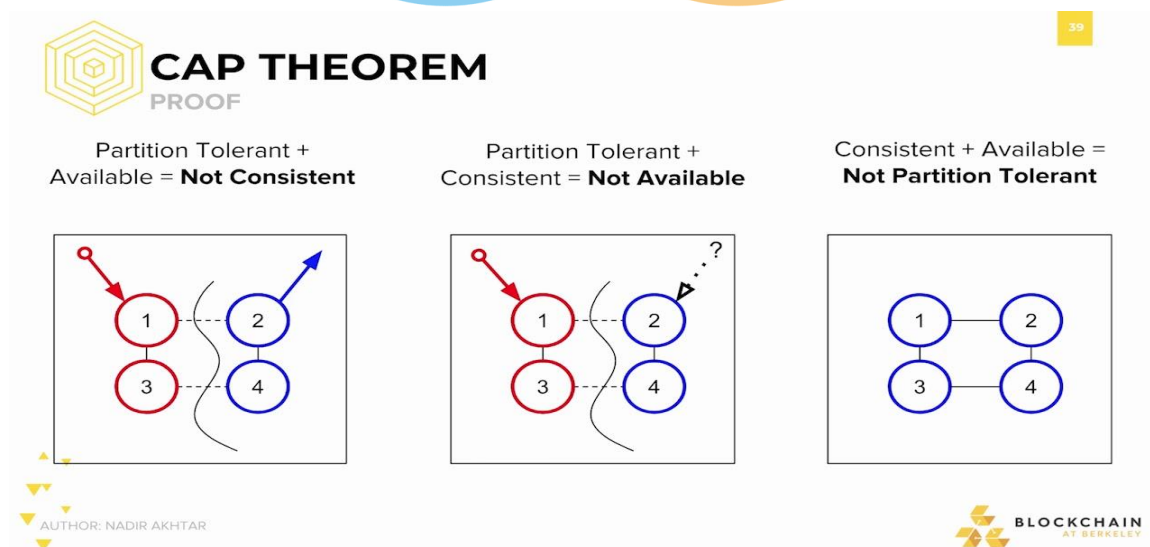 39
CAP THEOREM
PROOF
Partition Tolerant +
Available = Not Consistent
1
2
3
4
Partition Tolerant +
Consistent = Not Available
?
1
2
3
4
Consistent + Available =
Not Partition Tolerant
1
2
3
4
AUTHOR: NADIR AKHTAR
BLOCKCHAIN
AT BERKELEY